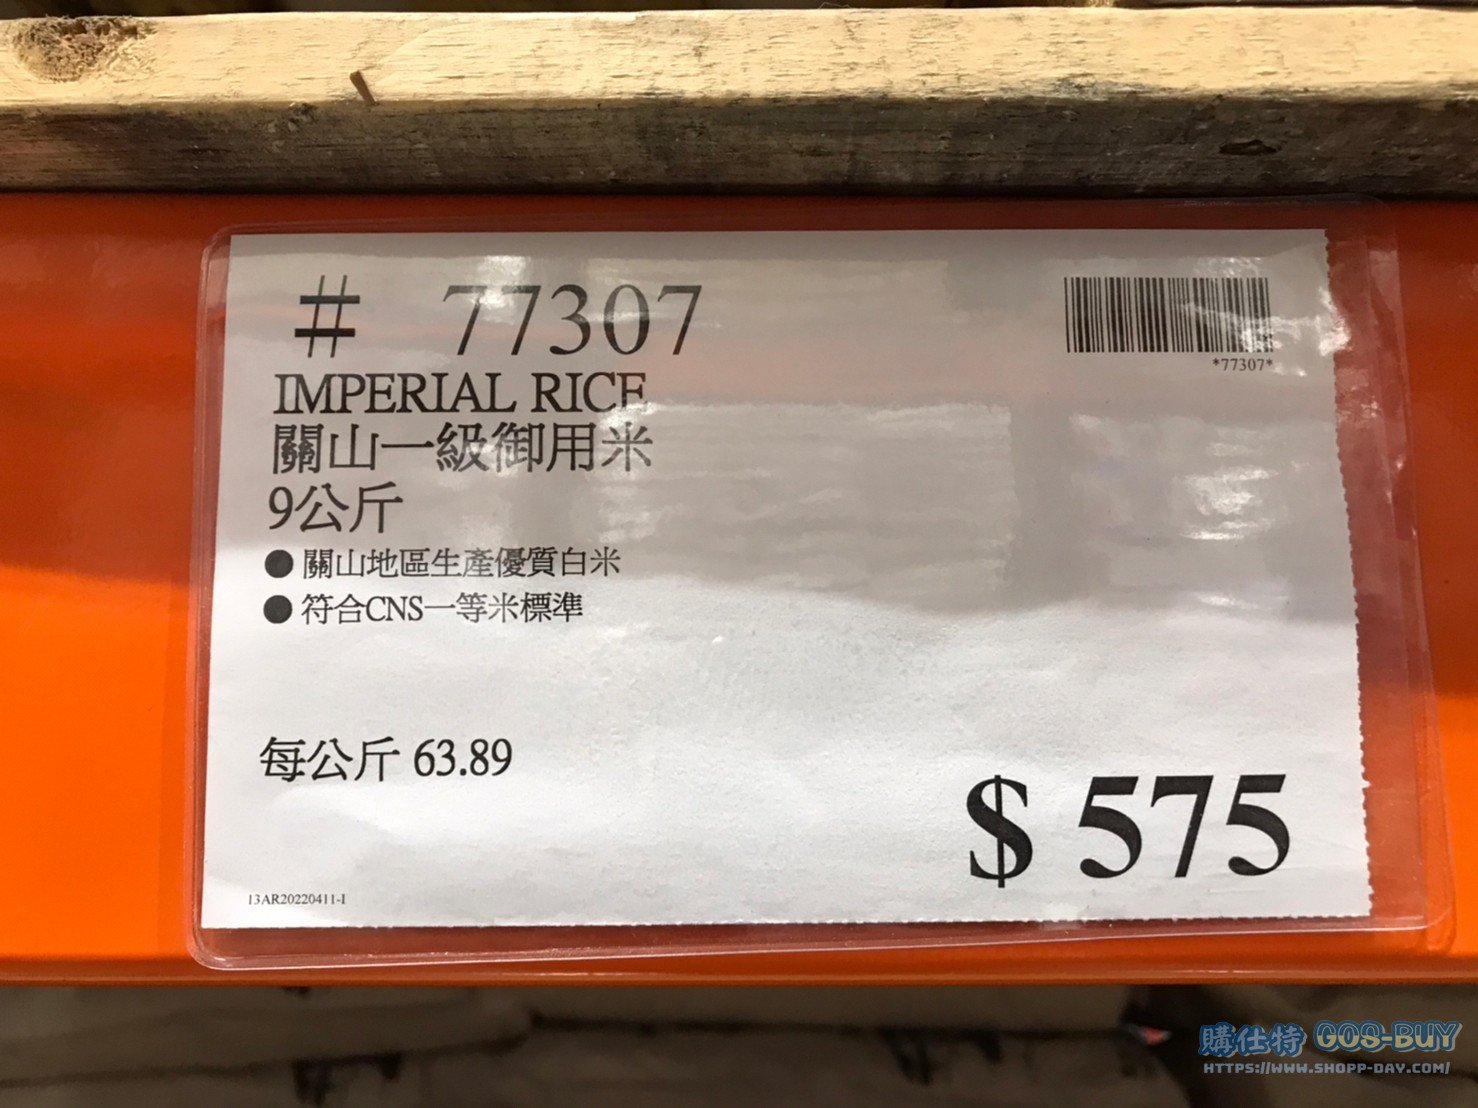 # 77307
*77307*
IMPERIAL RICE
關山一級御用米
9公斤
● 關山地區生產優質白米
● 符合CNS一等米標準
每公斤 63.89
$ 575
13AR20220411-I
購仕特 GOS-BUY
HTTPS://WWW.SHOPP-DAY.COM/